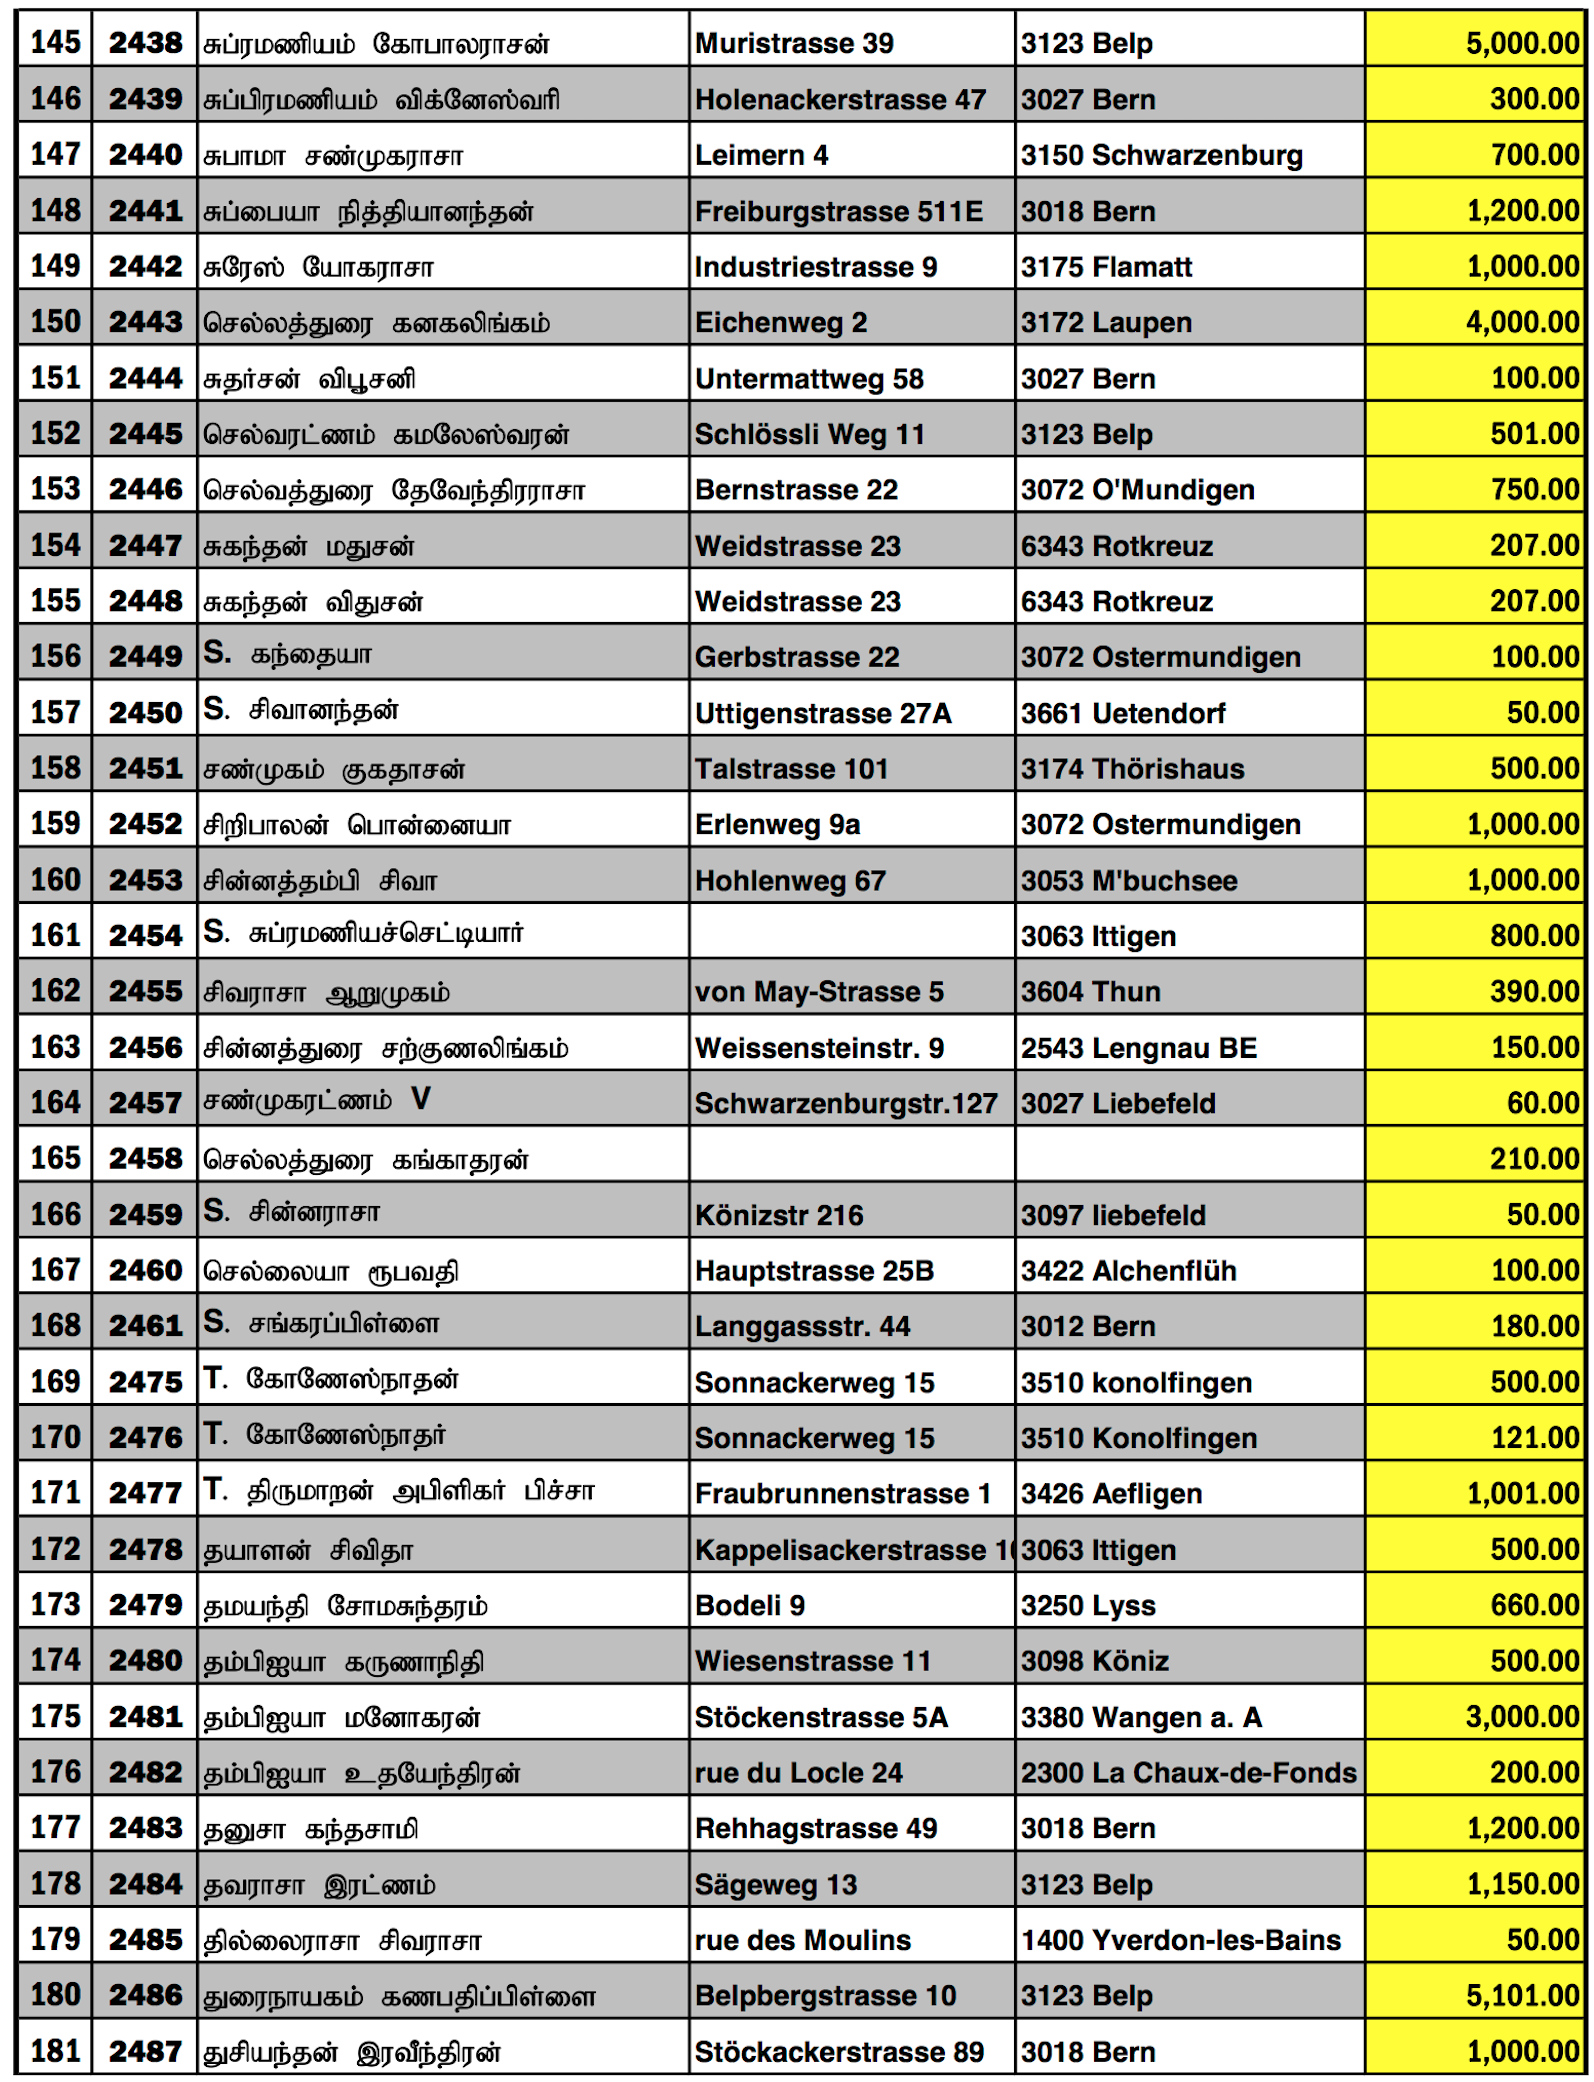 145 2438 சுப்ரமணியம் கோபாலராசன் Muristrasse 39 3123 Belp 5,000.00
146 2439 சுப்பிரமணியம் விக்னேஸ்வரி Holenackerstrasse 47 3027 Bern 300.00
147 2440 சுபாமா சண்முகராசா Leimern 4 3150 Schwarzenburg 700.00
148 2441 சுப்பையா நித்தியானந்தன் Freiburgstrasse 511E 3018 Bern 1,200.00
149 2442 சுரேஸ் யோகராசா Industriestrasse 9 3175 Flamatt 1,000.00
150 2443 செல்லத்துரை கனகலிங்கம் Eichenweg 2 3172 Laupen 4,000.00
151 2444 சுதர்சன் விபூசனி Untermattweg 58 3027 Bern 100.00
152 2445 செல்வரட்ணம் கமலேஸ்வரன் Schlössli Weg 11 3123 Belp 501.00
153 2446 செல்வத்துரை தேவேந்திரராசா Bernstrasse 22 3072 O'Mundigen 750.00
154 2447 சுகந்தன் மதுசன் Weidstrasse 23 6343 Rotkreuz 207.00
155 2448 சுகந்தன் விதுசன் Weidstrasse 23 6343 Rotkreuz 207.00
156 2449 S. கந்தையா Gerbstrasse 22 3072 Ostermundigen 100.00
157 2450 S. சிவானந்தன் Uttigenstrasse 27A 3661 Uetendorf 50.00
158 2451 சண்முகம் குகதாசன் Talstrasse 101 3174 Thörishaus 500.00
159 2452 சிறிபாலன் பொன்னையா Erlenweg 9a 3072 Ostermundigen 1,000.00
160 2453 சின்னத்தம்பி சிவா Hohlenweg 67 3053 M'buchsee 1,000.00
161 2454 S. சுப்ரமணியச்செட்டியார் 3063 Ittigen 800.00
162 2455 சிவராசா ஆறுமுகம் von May-Strasse 5 3604 Thun 390.00
163 2456 சின்னத்துரை சற்குணலிங்கம் Weissensteinstr. 9 2543 Lengnau BE 150.00
164 2457 சண்முகரட்ணம் V Schwarzenburgstr.127 3027 Liebefeld 60.00
165 2458 செல்லத்துரை கங்காதரன் 210.00
166 2459 S. சின்னராசா Könizstr 216 3097 liebefeld 50.00
167 2460 செல்லையா ரூபவதி Hauptstrasse 25B 3422 Alchenflüh 100.00
168 2461 S. சங்கரப்பிள்ளை Langgassstr. 44 3012 Bern 180.00
169 2475 T. கோணேஸ்நாதன் Sonnackerweg 15 3510 konolfingen 500.00
170 2476 T. கோணேஸ்நாதர் Sonnackerweg 15 3510 Konolfingen 121.00
171 2477 T. திருமாறன் அபிளிகர் பிச்சா Fraubrunnenstrasse 1 3426 Aefligen 1,001.00
172 2478 தயாளன் சிவிதா Kappelisackerstrasse 3063 Ittigen 500.00
173 2479 தமயந்தி சோமசுந்தரம் Bodeli 9 3250 Lyss 660.00
174 2480 தம்பிஐயா கருணாநிதி Wiesenstrasse 11 3098 Köniz 500.00
175 2481 தம்பிஐயா மனோகரன் Stöckenstrasse 5A 3380 Wangen a. A 3,000.00
176 2482 தம்பிஐயா உதயேந்திரன் rue du Locle 24 2300 La Chaux-de-Fonds 200.00
177 2483 தனுசா கந்தசாமி Rehhagstrasse 49 3018 Bern 1,200.00
178 2484 தவராசா இரட்ணம் Sägeweg 13 3123 Belp 1,150.00
179 2485 தில்லைராசா சிவராசா rue des Moulins 1400 Yverdon-les-Bains 50.00
180 2486 துரைநாயகம் கணபதிப்பிள்ளை Belpbergstrasse 10 3123 Belp 5,101.00
181 2487 துசியந்தன் இரவீந்திரன் Stöckackerstrasse 89 3018 Bern 1,000.00